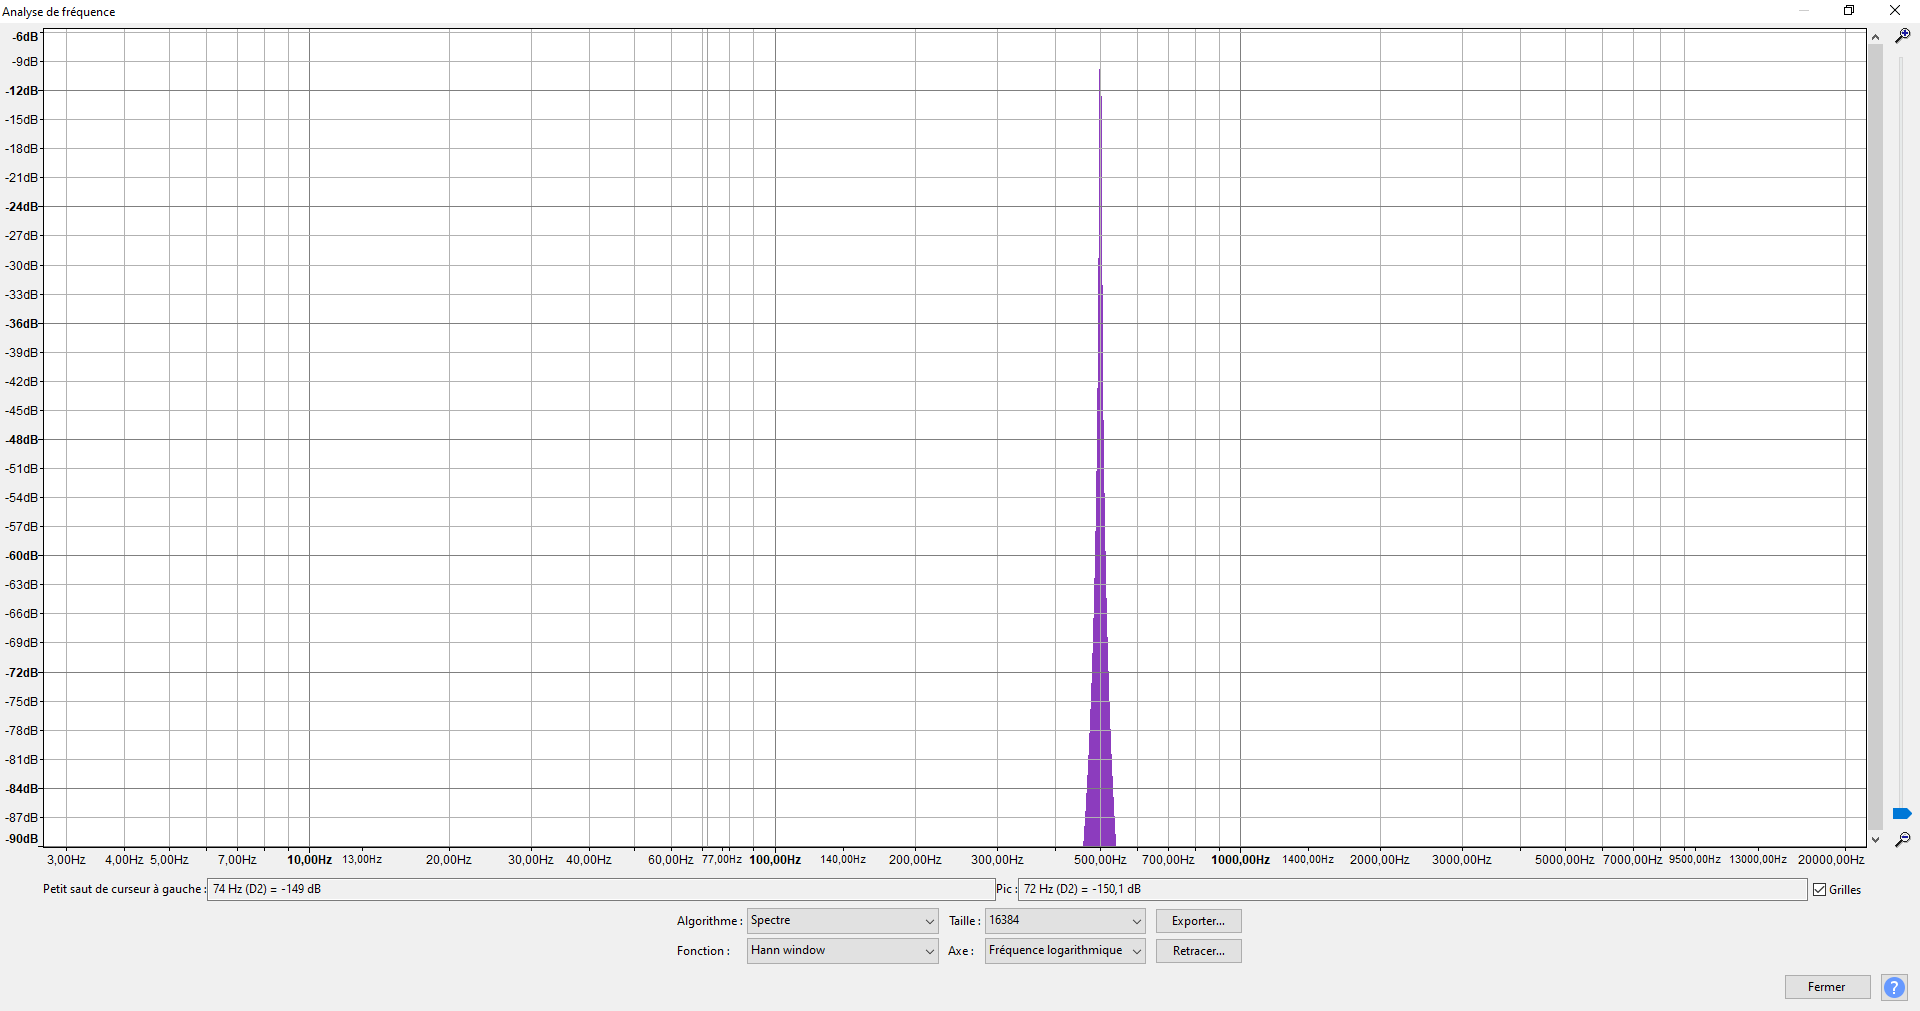 Analyse de fréquence
-6dB
-9dB
-12dB
-15dB
-18dB
-21dB
-24dB
-27dB
-30dB
-33dB
-36dB
-39dB
-42dB
-45dB
-48dB
-51dB
-54dB
-57dB
-60dB
-63dB
-66dB
-69dB
-72dB
-75dB
-78dB
-81dB
-84dB
-87dB
-90dB
3,00Hz 4,00Hz 5,00Hz 7,00Hz 10,00Hz 13,00Hz 20,00Hz 30,00Hz 40,00Hz 60,00Hz 77,00Hz 100,00Hz 140,00Hz 200,00Hz 300,00Hz 500,00Hz 700,00Hz 1000,00Hz 1400,00Hz 2000,00Hz 3000,00Hz 5000,00Hz 7000,00Hz 9500,00Hz 13000,00Hz 20000,00Hz
Petit saut de curseur à gauche : 74 Hz (D2) = -149 dB Pic : 72 Hz (D2) = -150,1 dB Grilles
Algorithme : Spectre Taille : 16384 Exporter...
Fonction : Hann window Axe : Fréquence logarithmique Retracer...
Fermer ?